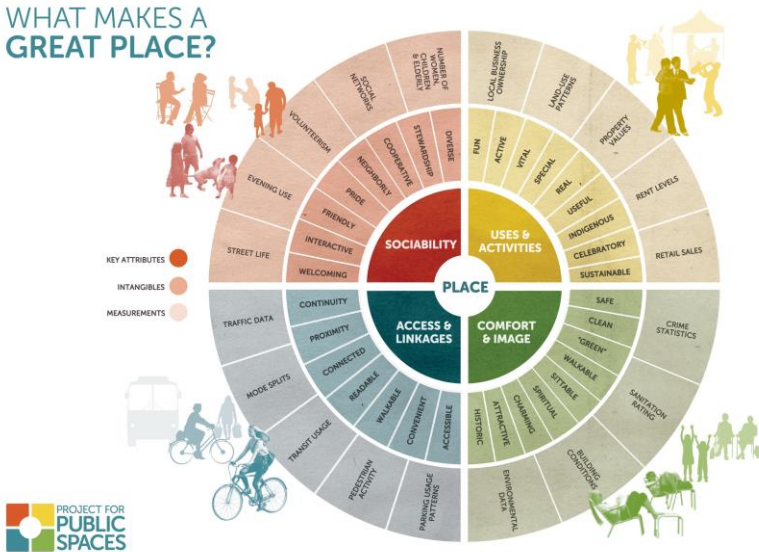 WHAT MAKES A
GREAT PLACE?
KEY ATTRIBUTES
INTANGIBLES
MEASUREMENTS
PLACE
SOCIABILITY
WELCOMING
INTERACTIVE
FRIENDLY
PRIDE
NEIGHBORLY
COOPERATIVE
STEWARDSHIP
DIVERSE
STREET LIFE
EVENING USE
VOLUNTEERISM
SOCIAL
NETWORKS
NUMBER OF
WOMEN,
CHILDREN
& ELDERLY
USES &
ACTIVITIES
FUN
ACTIVE
VITAL
SPECIAL
REAL
USEFUL
INDIGENOUS
CELEBRATORY
SUSTAINABLE
LOCAL BUSINESS
OWNERSHIP
LAND-USE
PATTERNS
PROPERTY
VALUES
RENT LEVELS
RETAIL SALES
ACCESS &
LINKAGES
CONTINUITY
PROXIMITY
CONNECTED
READABLE
WALKABLE
CONVENIENT
ACCESSIBLE
TRAFFIC DATA
MODE SPLITS
TRANSIT USAGE
PEDESTRIAN
ACTIVITY
PARKING USAGE
PATTERNS
COMFORT
& IMAGE
SAFE
CLEAN
"GREEN"
WALKABLE
SITTABLE
SPIRITUAL
CHARMING
ATTRACTIVE
HISTORIC
CRIME
STATISTICS
SANITATION
RATING
BUILDING
CONDITIONS
ENVIRONMENTAL
DATA
PROJECT FOR
PUBLIC
SPACES